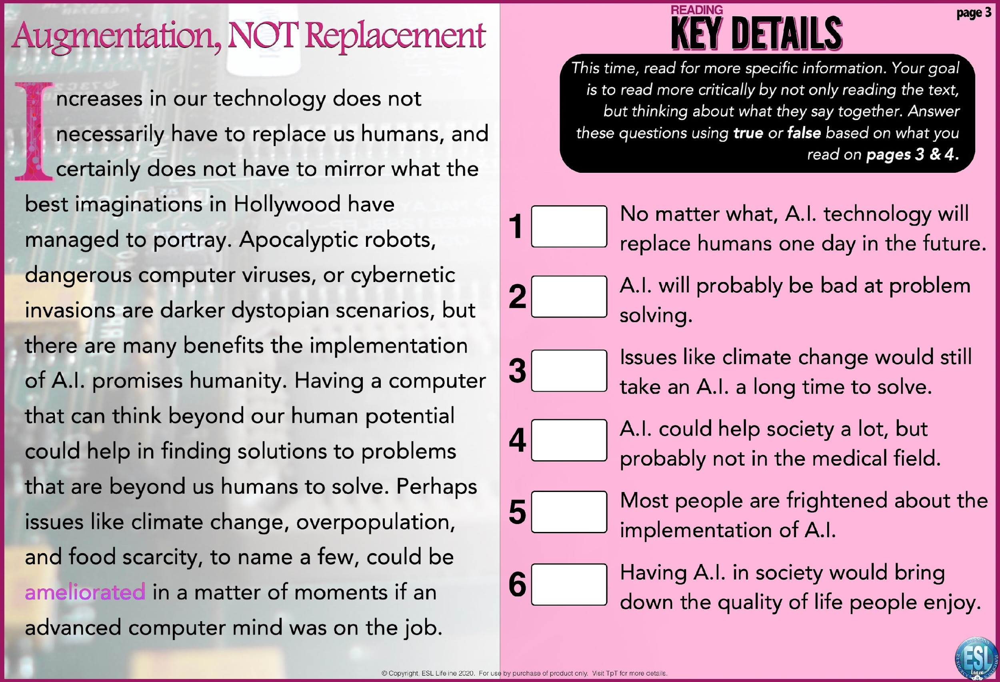 Augmentation, NOT Replacement
Increases in our technology does not
necessarily have to replace us humans, and
certainly does not have to mirror what the
best imaginations in Hollywood have
managed to portray. Apocalyptic robots,
dangerous computer viruses, or cybernetic
invasions are darker dystopian scenarios, but
there are many benefits the implementation
of A.I. promises humanity. Having a computer
that can think beyond our human potential
could help in finding solutions to problems
that are beyond us humans to solve. Perhaps
issues like climate change, overpopulation,
and food scarcity, to name a few, could be
ameliorated in a matter of moments if an
advanced computer mind was on the job.
READING
KEY DETAILS
page 3
This time, read for more specific information. Your goal
is to read more critically by not only reading the text,
but thinking about what they say together. Answer
these questions using true or false based on what you
read on pages 3 & 4.
1 No matter what, A.I. technology will
replace humans one day in the future.
2 A.I. will probably be bad at problem
solving.
3 Issues like climate change would still
take an A.I. a long time to solve.
4 A.I. could help society a lot, but
probably not in the medical field.
5 Most people are frightened about the
implementation of A.I.
6 Having A.I. in society would bring
down the quality of life people enjoy.
© Copyright, ESL Lifeline 2020. For use by purchase of product only. Visit TpT for more details.
LESSONS
ESL
LifeLine
RESOURCES
MATERIALS